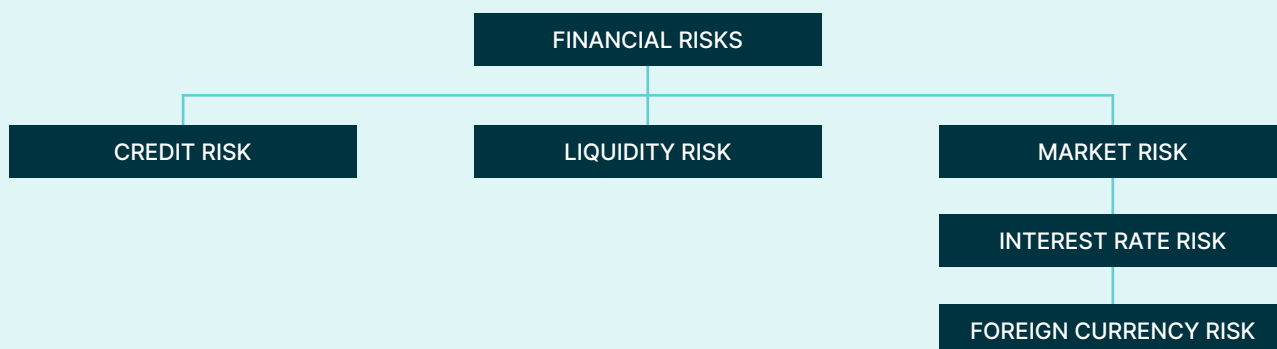 FINANCIAL RISKS
CREDIT RISK
LIQUIDITY RISK
MARKET RISK
INTEREST RATE RISK
FOREIGN CURRENCY RISK